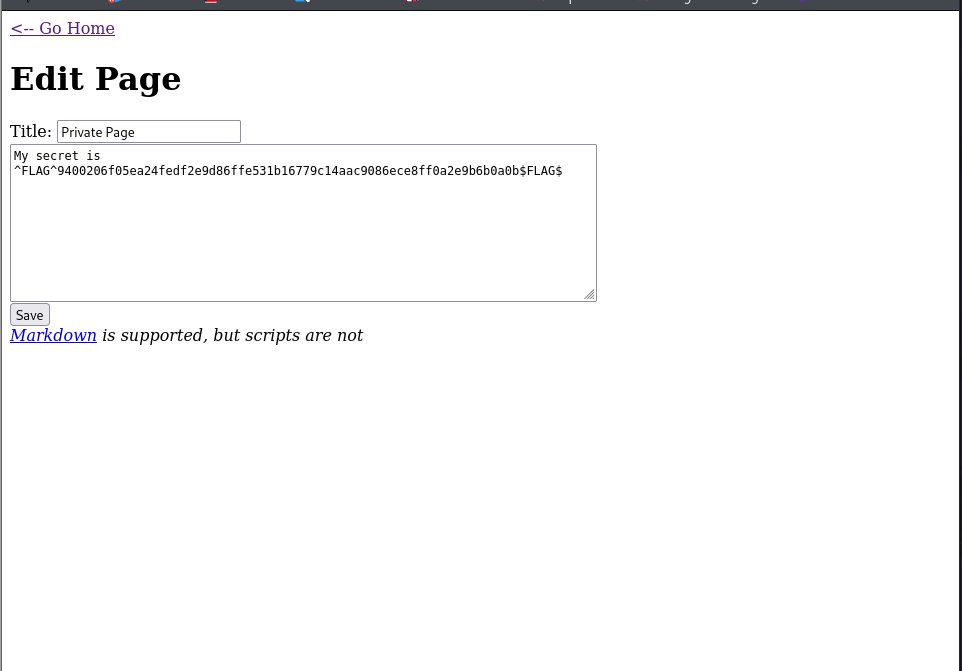 <-- Go Home
Edit Page
Title: Private Page
My secret is
^FLAG^9400206f05ea24fedf2e9d86ffe531b16779c14aac9086ece8ff0a2e9b6b0a0b$FLAG$
Save
Markdown is supported, but scripts are not